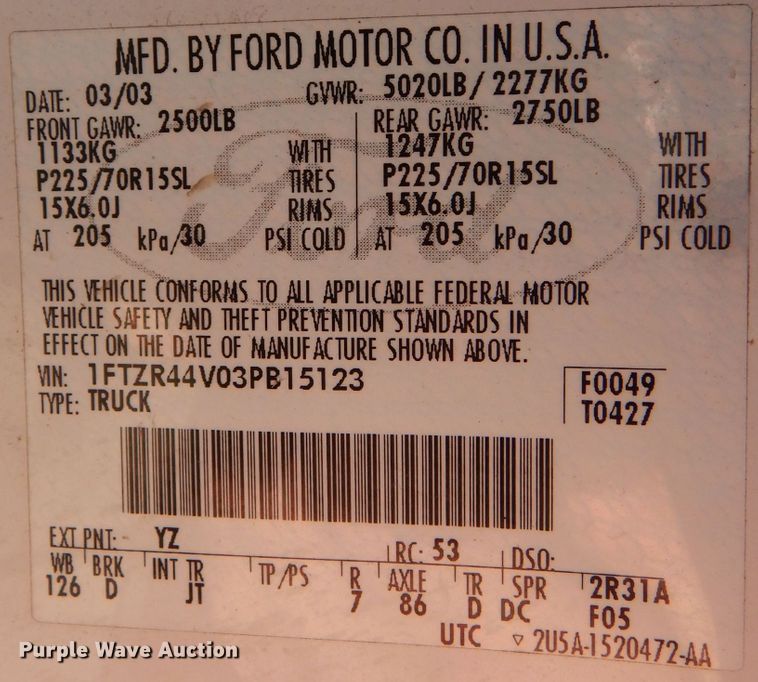 MFD. BY FORD MOTOR CO. IN U.S.A.
DATE: 03/03 GVWR: 5020LB/ 2277KG
FRONT GAWR: 2500LB REAR GAWR: 2750LB
1133KG WITH 1247KG WITH
P225/70R15SL TIRES P225/70R15SL TIRES
15X6.0J RIMS 15X6.0J RIMS
AT 205 kPa/30 PSI COLD AT 205 kPa/30 PSI COLD
Ford
THIS VEHICLE CONFORMS TO ALL APPLICABLE FEDERAL MOTOR
VEHICLE SAFETY AND THEFT PREVENTION STANDARDS IN
EFFECT ON THE DATE OF MANUFACTURE SHOWN ABOVE.
VIN: 1FTZR44V03PB15123 F0049
TYPE: TRUCK T0427
EXT PNT: YZ RC: 53 DSO:
WB BRK INT TR TP/PS R AXLE TR SPR 2R31A
126 D JT 7 86 D DC F05
UTC ▽ 2U5A-1520472-AA
Purple Wave Auction